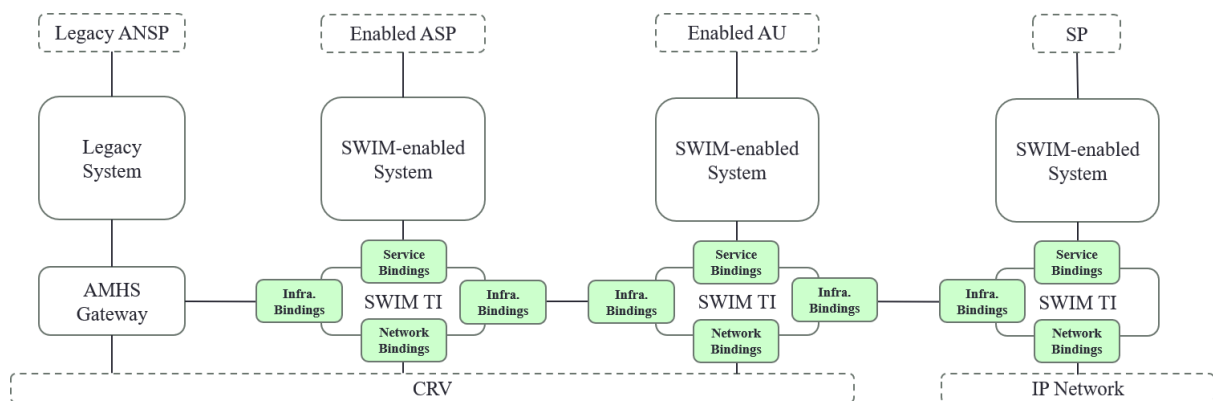 Legacy ANSP
Enabled ASP
Enabled AU
SP
Legacy
System
SWIM-enabled
System
SWIM-enabled
System
SWIM-enabled
System
AMHS
Gateway
Infra.
Bindings
Service
Bindings
SWIM TI
Network
Bindings
Infra.
Bindings
Infra.
Bindings
Service
Bindings
SWIM TI
Network
Bindings
Infra.
Bindings
Infra.
Bindings
Service
Bindings
SWIM TI
Network
Bindings
CRV
IP Network